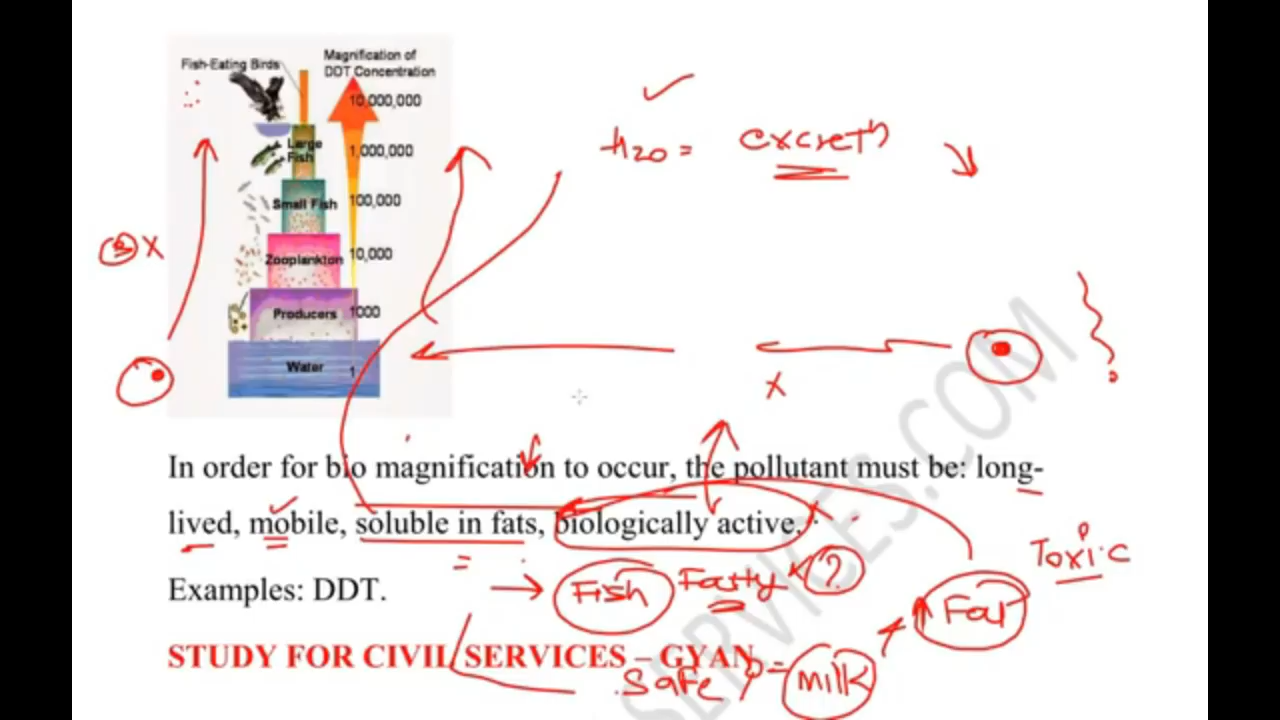 Fish-Eating Birds
Magnification of
DDT Concentration
10,000,000
Large
Fish
1,000,000
Small Fish
100,000
Zooplankton
10,000
Producers
1000
Water
1
H20 =
X
X
In order for bio magnification to occur, the pollutant must be: long-
lived, mobile, soluble in fats, biologically active.
Examples: DDT.
Toxic
Fish Fatty ?
Fat
STUDY FOR CIVIL SERVICES – GYAN
Safe ? = Milk
SERVICES.COM